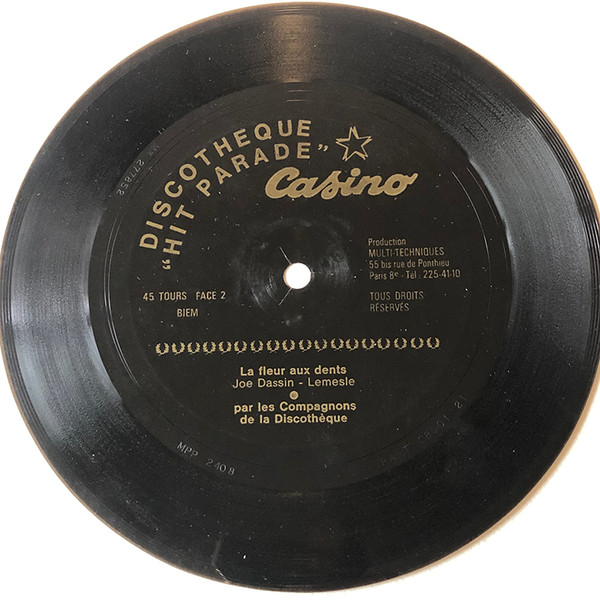 DISCOTHEQUE
"HIT PARADE"
Casino
Production
MULTI-TECHNIQUES
55 bis rue de Ponthieu
Paris 8e - Tél : 225-41-10
45 TOURS FACE 2
BIEM
TOUS DROITS
RÉSERVÉS
La fleur aux dents
Joe Dassin - Lemesle
par les Compagnons
de la Discothèque
MPP 240B
277852